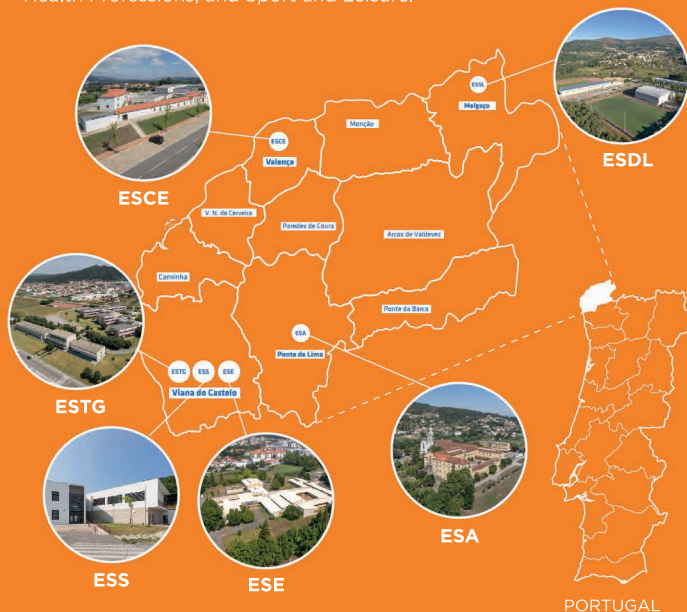 Health Professions, and Sport and Leisure.
ESDL
Melgaço
ESDL
Monção
ESCE
Valença
ESCE
V. N. de Cerveira
Paredes de Coura
Arcos de Valdevez
Caminha
Ponte da Barca
ESA
Ponte de Lima
ESTG
ESS
ESE
Viana do Castelo
ESTG
ESA
ESS
ESE
PORTUGAL